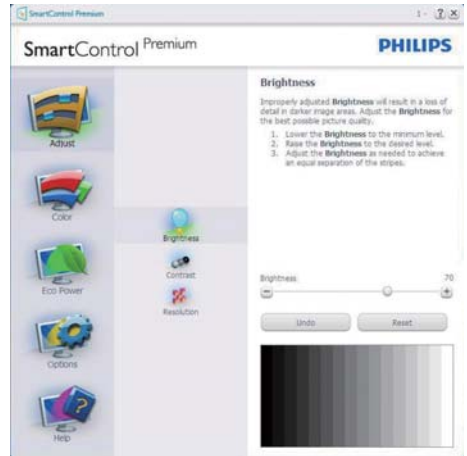 SmartControl Premium
1 - ? X
SmartControl Premium
PHILIPS
Adjust
Color
Eco Power
Options
Help
Brightness
Contrast
Resolution
Brightness
Improperly adjusted Brightness will result in a loss of
detail in darker image areas. Adjust the Brightness for
the best possible picture quality.
1. Lower the Brightness to the minimum level.
2. Raise the Brightness to the desired level.
3. Adjust the Brightness as needed to achieve
an equal separation of the stripes.
Brightness 70
Undo Reset